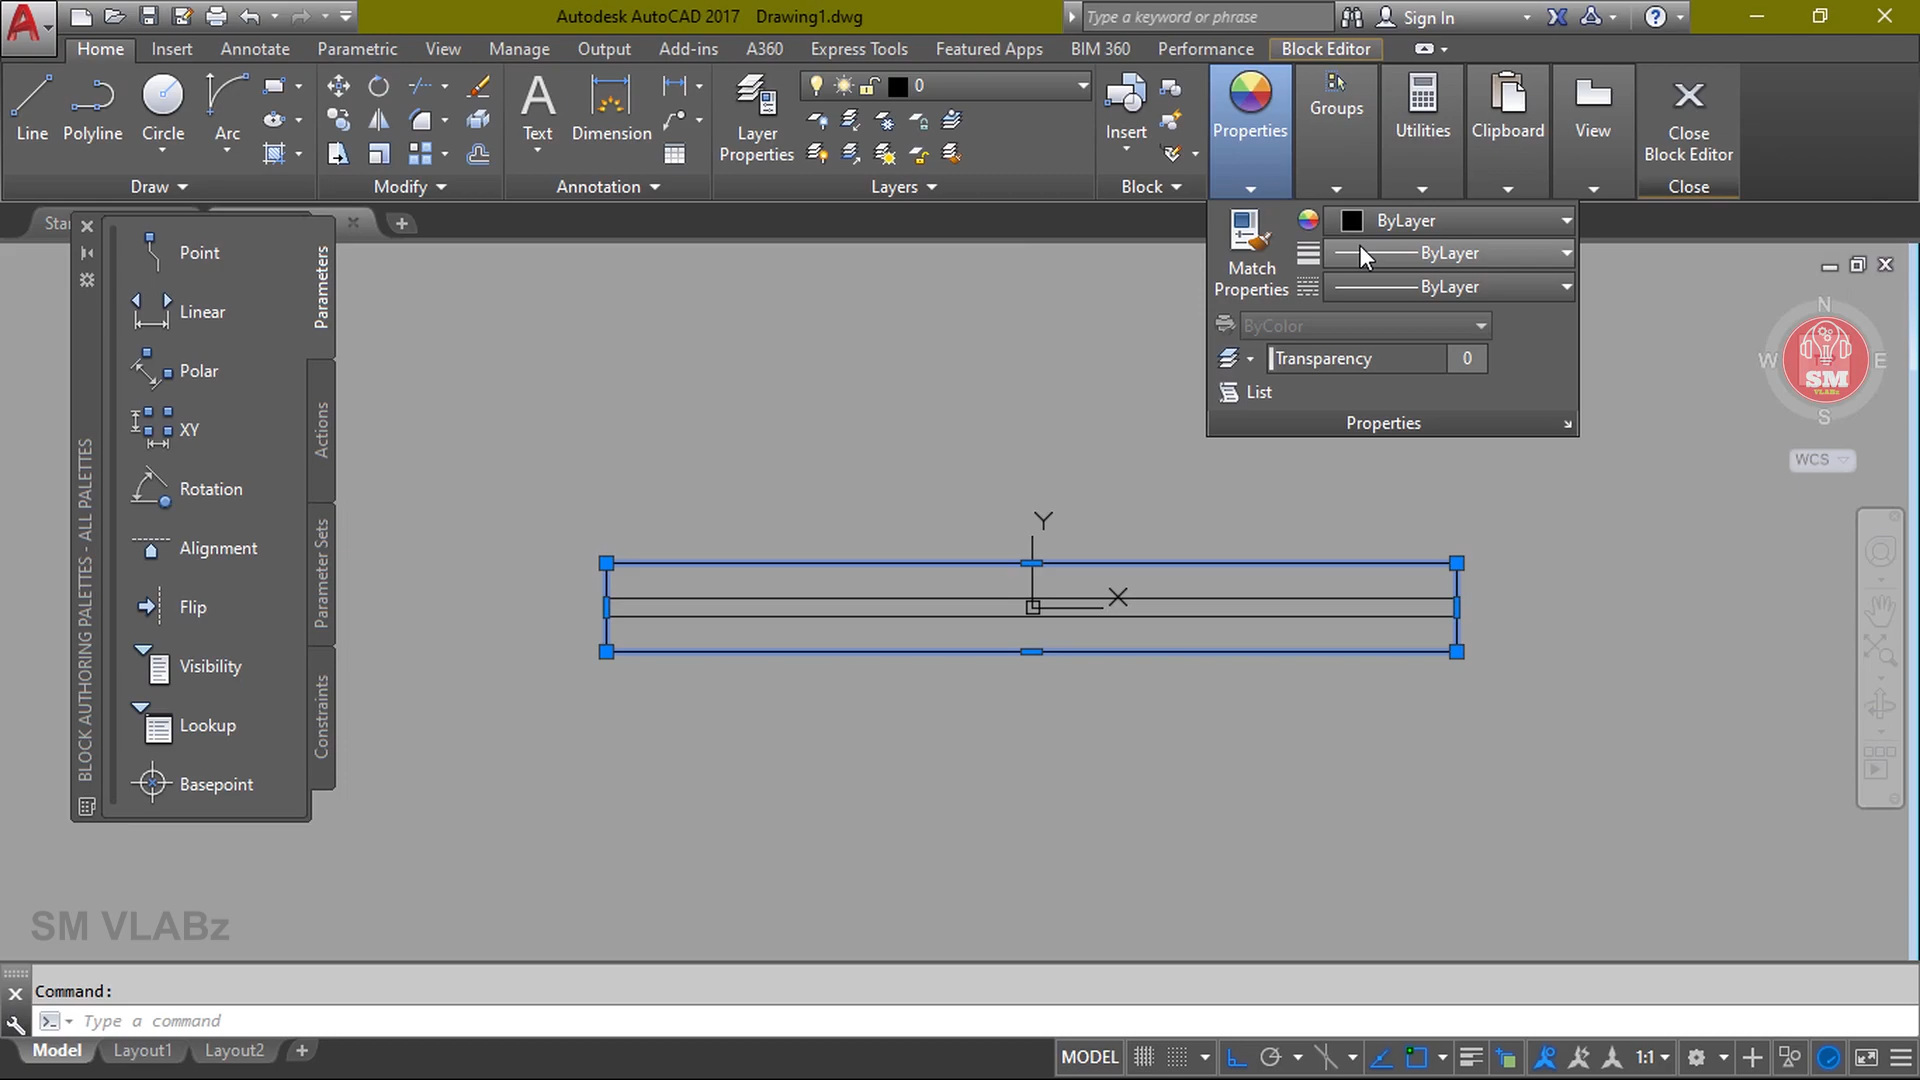 Autodesk AutoCAD 2017 Drawing1.dwg
Type a keyword or phrase
Sign In
Home Insert Annotate Parametric View Manage Output Add-ins A360 Express Tools Featured Apps BIM 360 Performance Block Editor
Line Polyline Circle Arc
Text Dimension
Layer Properties
0
Insert
Properties
Groups
Utilities
Clipboard
View
Close Block Editor
Draw Modify Annotation Layers Block Close
Star
ByLayer
ByLayer
ByLayer
Match Properties
ByColor
Transparency 0
List
Properties
Point
Linear
Polar
XY
Rotation
Alignment
Flip
Visibility
Lookup
Basepoint
Parameters
Actions
Parameter Sets
Constraints
BLOCK AUTHORING PALETTES - ALL PALETTES
N
W E
S
SM
VLABz
WCS
Y
X
SM VLABz
Command:
Type a command
Model Layout1 Layout2
MODEL 1:1